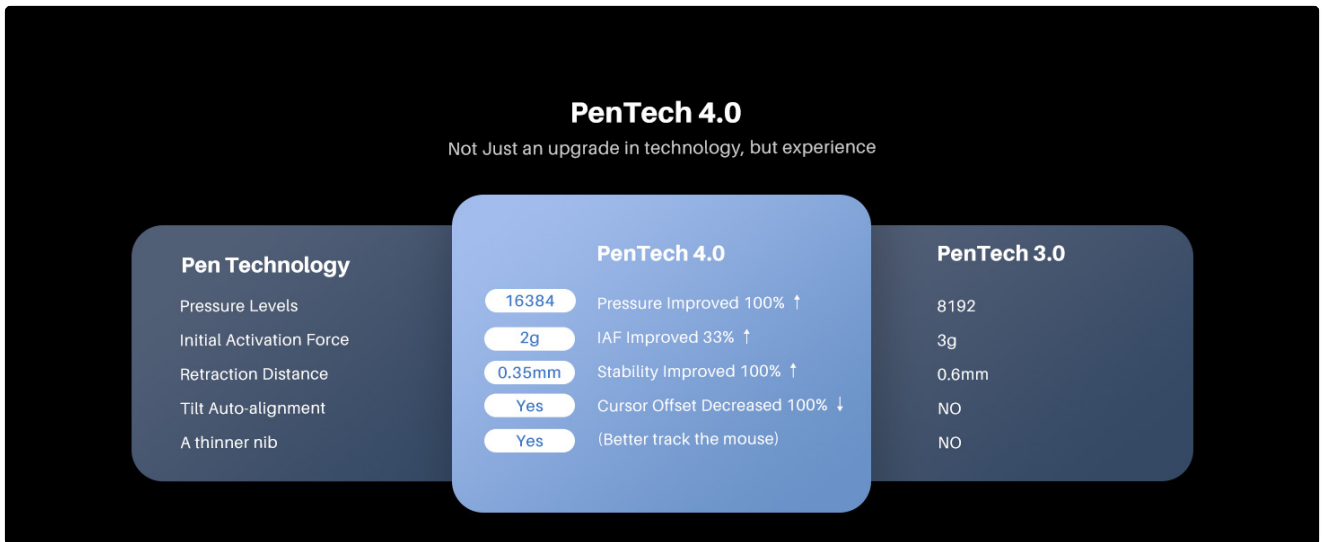 PenTech 4.0
Not Just an upgrade in technology, but experience
Pen Technology
PenTech 4.0
PenTech 3.0
Pressure Levels
16384
Pressure Improved 100% ↑
8192
Initial Activation Force
2g
IAF Improved 33% ↑
3g
Retraction Distance
0.35mm
Stability Improved 100% ↑
0.6mm
Tilt Auto-alignment
Yes
Cursor Offset Decreased 100% ↓
NO
A thinner nib
Yes
(Better track the mouse)
NO